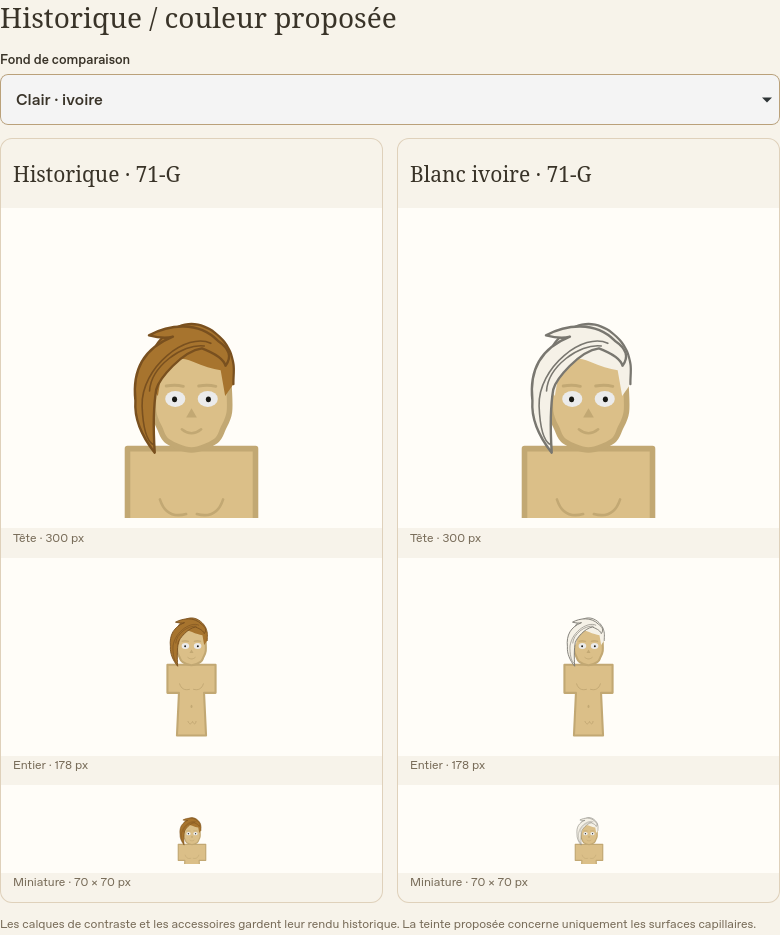 Historique / couleur proposée
Fond de comparaison
Clair · ivoire
Historique · 71-G
Blanc ivoire · 71-G
Tête · 300 px
Tête · 300 px
Entier · 178 px
Entier · 178 px
Miniature · 70 × 70 px
Miniature · 70 × 70 px
Les calques de contraste et les accessoires gardent leur rendu historique. La teinte proposée concerne uniquement les surfaces capillaires.